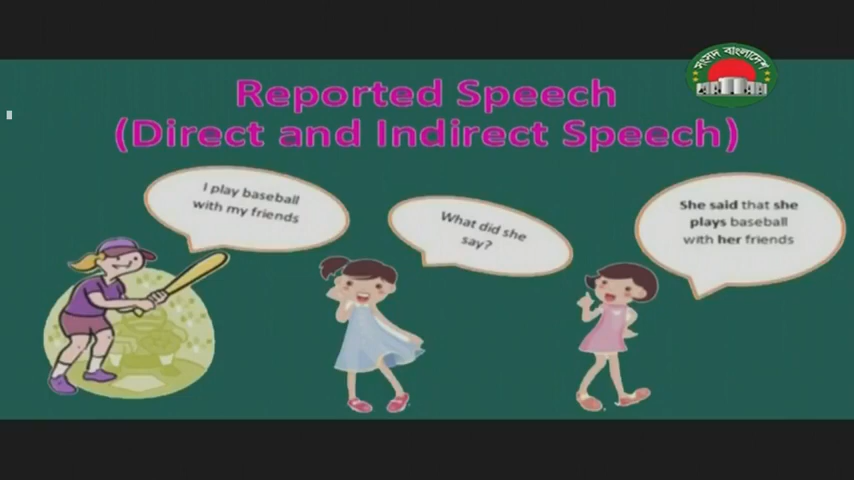 সংসদ বাংলাদেশ
Reported Speech
(Direct and Indirect Speech)
I play baseball
with my friends
What did she
say?
She said that she
plays baseball
with her friends